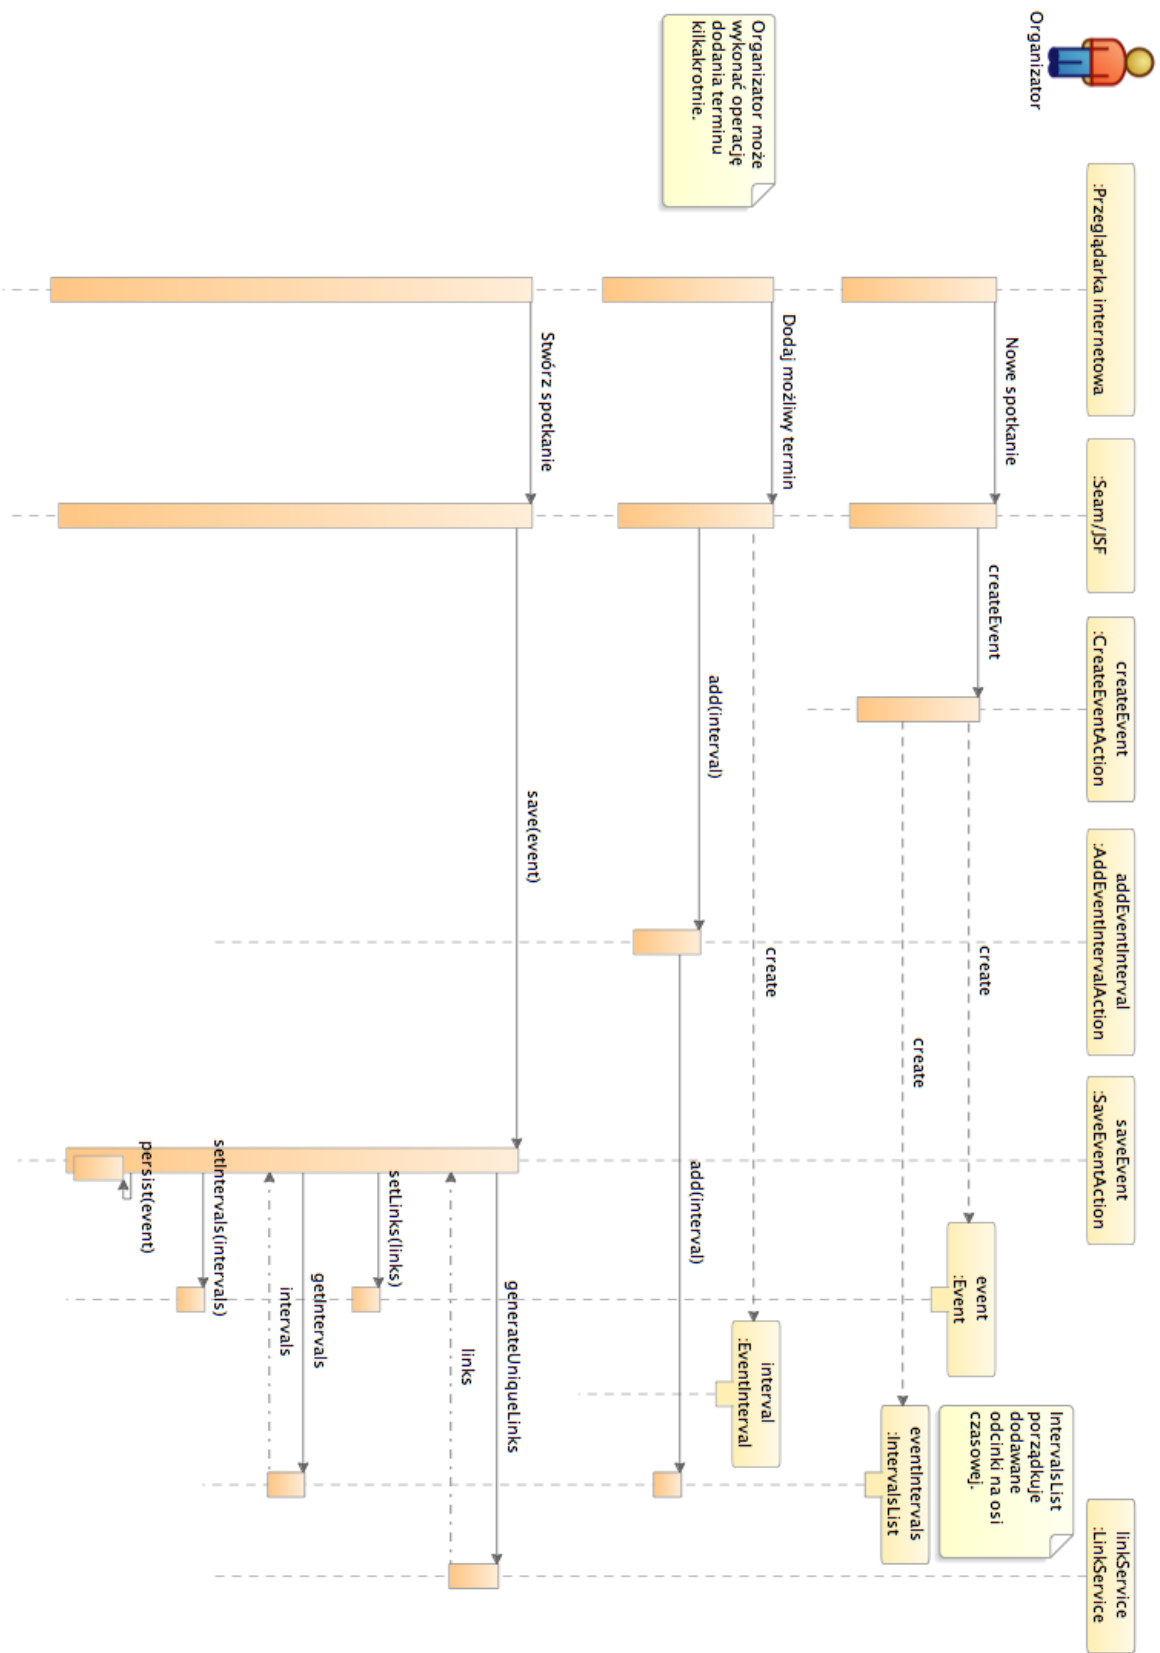 Organizator
:Przeglądarka internetowa
:Seam/JSF
createEvent
:CreateEventAction
addEventInterval
:AddEventIntervalAction
saveEvent
:SaveEventAction
linkService
:LinkService
IntervalsList
porządkuje
dodawane
odcinki na osi
czasowej.
Nowe spotkanie
createEvent
create
event
:Event
create
eventIntervals
:IntervalsList
Organizator może
wykonać operację
dodania terminu
kilkakrotnie.
Dodaj możliwy termin
create
interval
:EventInterval
add(interval)
add(interval)
Stwórz spotkanie
save(event)
generateUniqueLinks
links
setLinks(links)
getIntervals
intervals
setIntervals(intervals)
persist(event)